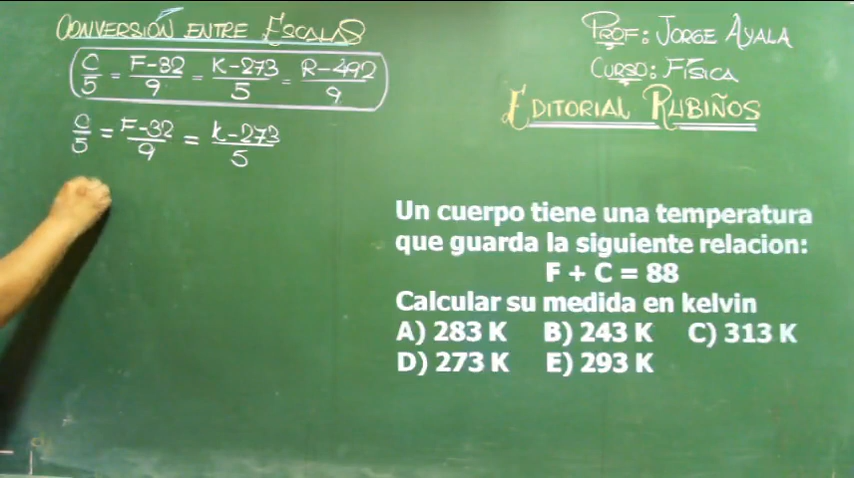 CONVERSIÓN ENTRE ESCALAS
C/5 = F-32/9 = K-273/5 = R-492/9
C/5 = F-32/9 = K-273/5
PROF: JORGE AYALA
CURSO: FÍSICA
EDITORIAL RUBIÑOS
Un cuerpo tiene una temperatura
que guarda la siguiente relacion:
F + C = 88
Calcular su medida en kelvin
A) 283 K B) 243 K C) 313 K
D) 273 K E) 293 K